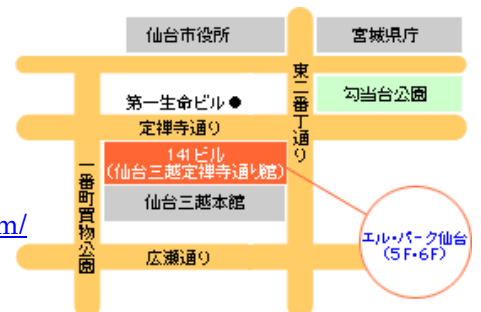 仙台市役所
宮城県庁
東二番丁通り
第一生命ビル●
勾当台公園
定禅寺通り
141ビル
(仙台三越定禅寺通り館)
一番町買物公園
仙台三越本館
m/
エル・パーク仙台
(5F・6F)
広瀬通り